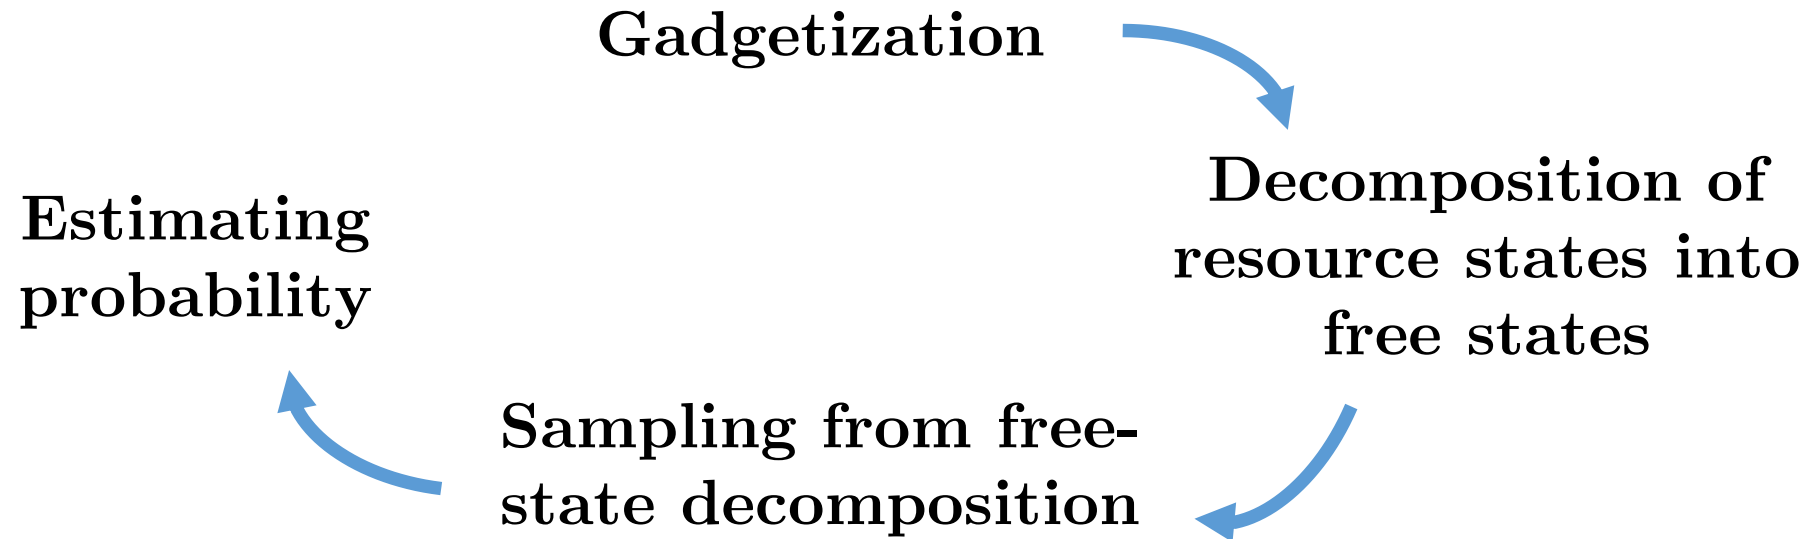 Gadgetization
Decomposition of
resource states into
free states
Sampling from free-
state decomposition
Estimating
probability